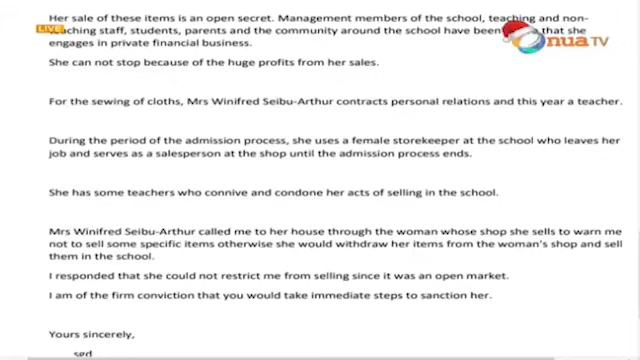 Her sale of these items is an open secret. Management members of the school, teaching and non-
teaching staff, students, parents and the community around the school have been that she
engages in private financial business.
She can not stop because of the huge profits from her sales.
For the sewing of cloths, Mrs Winifred Seibu-Arthur contracts personal relations and this year a teacher.
During the period of the admission process, she uses a female storekeeper at the school who leaves her
job and serves as a salesperson at the shop until the admission process ends.
She has some teachers who connive and condone her acts of selling in the school.
Mrs Winifred Seibu-Arthur called me to her house through the woman whose shop she sells to warn me
not to sell some specific items otherwise she would withdraw her items from the woman's shop and sell
them in the school.
I responded that she could not restrict me from selling since it was an open market.
I am of the firm conviction that you would take immediate steps to sanction her.
Yours sincerely,
sgd
LIVE
Onua TV